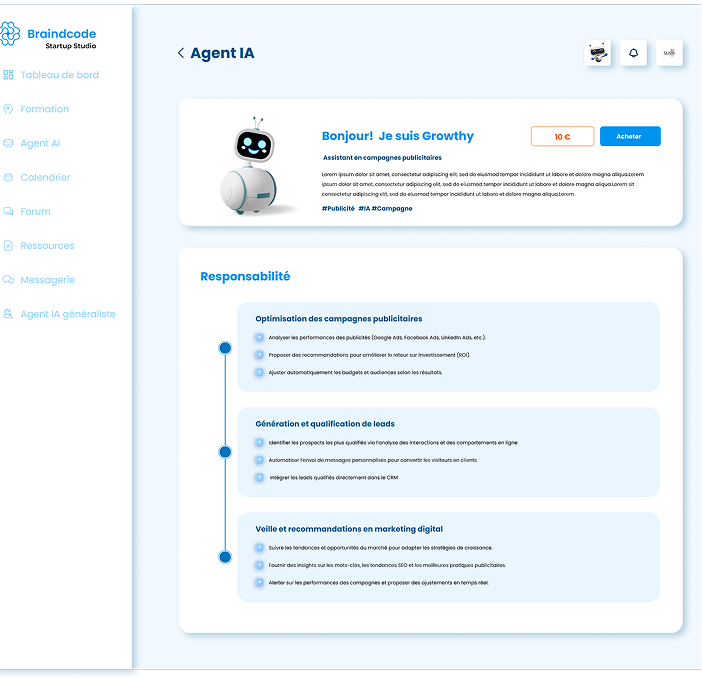 Braindcode
Startup Studio
Tableau de bord
Formation
Agent Ai
Calendrier
Forum
Ressources
Messagerie
Agent IA généraliste
Agent IA
Bonjour! Je suis Growthy
10 €
Acheter
Assistant en campagnes publicitaires
Lorem ipsum dolor sit amet, consectetur adipiscing elit, sed do eiusmod tempor incididunt ut labore et dolore magna aliqua.Lorem
ipsum dolor sit amet, consectetur adipiscing elit, sed do eiusmod tempor incididunt ut labore et dolore magna aliqua.Lorem sit
consectetur adipiscing elit, sed do eiusmod tempor incididunt ut labore et dolore magna aliqua.Lorem.
#Publicité #IA #Campagne
Responsabilité
Optimisation des campagnes publicitaires
Analyser les performances des publicités (Google Ads, Facebook Ads, LinkedIn Ads, etc.).
Proposer des recommandations pour améliorer le retour sur investissement (ROI).
Ajuster automatiquement les budgets et audiences selon les résultats.
Génération et qualification de leads
Identifier les prospects les plus qualifiés via l'analyse des interactions et des comportements en ligne
Automatiser l'envoi de messages personnalisés pour convertir les visiteurs en clients
Intégrer les leads qualifiés directement dans le CRM
Veille et recommandations en marketing digital
Suivre les tendances et opportunités du marché pour adapter les stratégies de croissance.
Fournir des insights sur les mots-clés, les tendances SEO et les meilleures pratiques publicitaires.
Alerter sur les performances des campagnes et proposer des ajustements en temps réel.